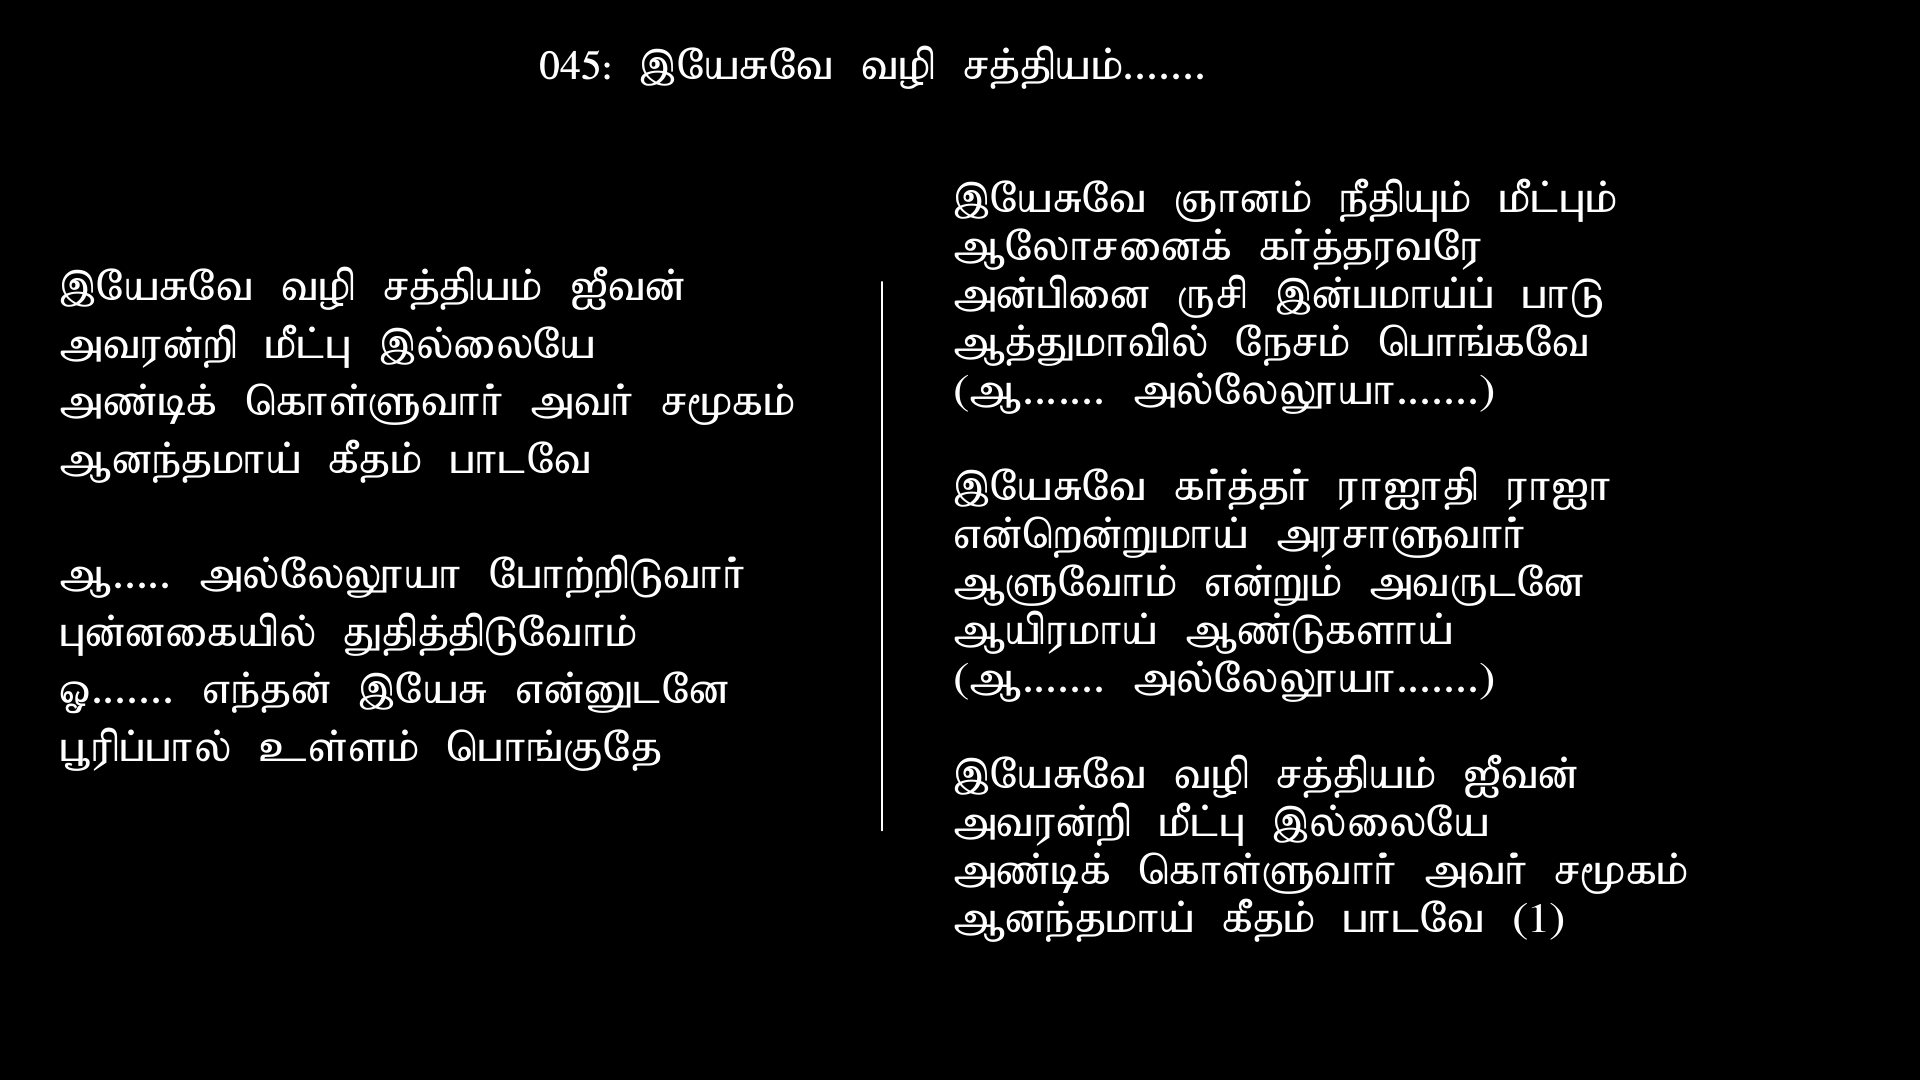 045: இயேசுவே வழி சத்தியம்.......
இயேசுவே வழி சத்தியம் ஜீவன்
அவரன்றி மீட்பு இல்லையே
அண்டிக் கொள்ளுவார் அவர் சமூகம்
ஆனந்தமாய் கீதம் பாடவே
ஆ..... அல்லேலூயா போற்றிடுவார்
புன்னகையில் துதித்திடுவோம்
ஓ....... எந்தன் இயேசு என்னுடனே
பூரிப்பால் உள்ளம் பொங்குதே
இயேசுவே ஞானம் நீதியும் மீட்பும்
ஆலோசனைக் கர்த்தரவரே
அன்பினை ருசி இன்பமாய்ப் பாடு
ஆத்துமாவில் நேசம் பொங்கவே
(ஆ....... அல்லேலூயா.......)
இயேசுவே கர்த்தர் ராஜாதி ராஜா
என்றென்றுமாய் அரசாளுவார்
ஆளுவோம் என்றும் அவருடனே
ஆயிரமாய் ஆண்டுகளாய்
(ஆ....... அல்லேலூயா.......)
இயேசுவே வழி சத்தியம் ஜீவன்
அவரன்றி மீட்பு இல்லையே
அண்டிக் கொள்ளுவார் அவர் சமூகம்
ஆனந்தமாய் கீதம் பாடவே (1)